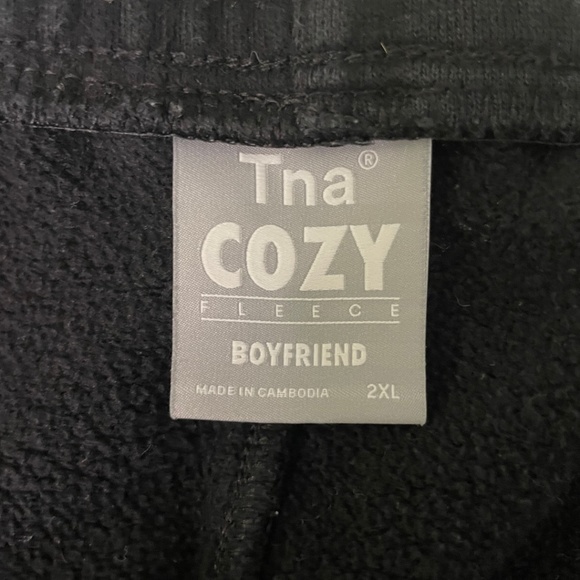 Tna®
COZY
FLEECE
BOYFRIEND
MADE IN CAMBODIA 2XL